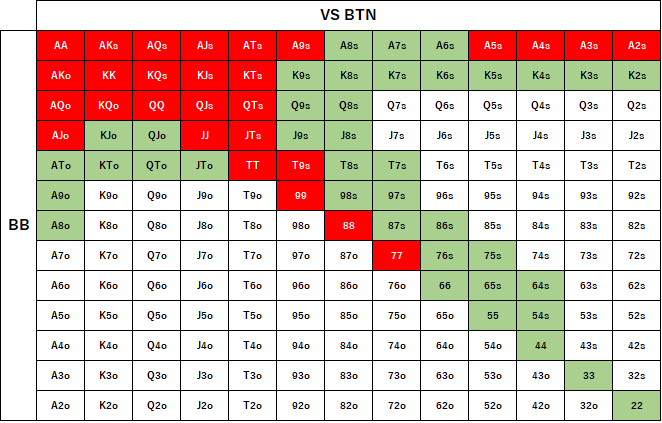 VS BTN
BB
AA AKs AQs AJs ATs A9s A8s A7s A6s A5s A4s A3s A2s
AKo KK KQs KJs KTs K9s K8s K7s K6s K5s K4s K3s K2s
AQo KQo QQ QJs QTs Q9s Q8s Q7s Q6s Q5s Q4s Q3s Q2s
AJo KJo QJo JJ JTs J9s J8s J7s J6s J5s J4s J3s J2s
ATo KTo QTo JTo TT T9s T8s T7s T6s T5s T4s T3s T2s
A9o K9o Q9o J9o T9o 99 98s 97s 96s 95s 94s 93s 92s
A8o K8o Q8o J8o T8o 98o 88 87s 86s 85s 84s 83s 82s
A7o K7o Q7o J7o T7o 97o 87o 77 76s 75s 74s 73s 72s
A6o K6o Q6o J6o T6o 96o 86o 76o 66 65s 64s 63s 62s
A5o K5o Q5o J5o T5o 95o 85o 75o 65o 55 54s 53s 52s
A4o K4o Q4o J4o T4o 94o 84o 74o 64o 54o 44 43s 42s
A3o K3o Q3o J3o T3o 93o 83o 73o 63o 53o 43o 33 32s
A2o K2o Q2o J2o T2o 92o 82o 72o 62o 52o 42o 32o 22